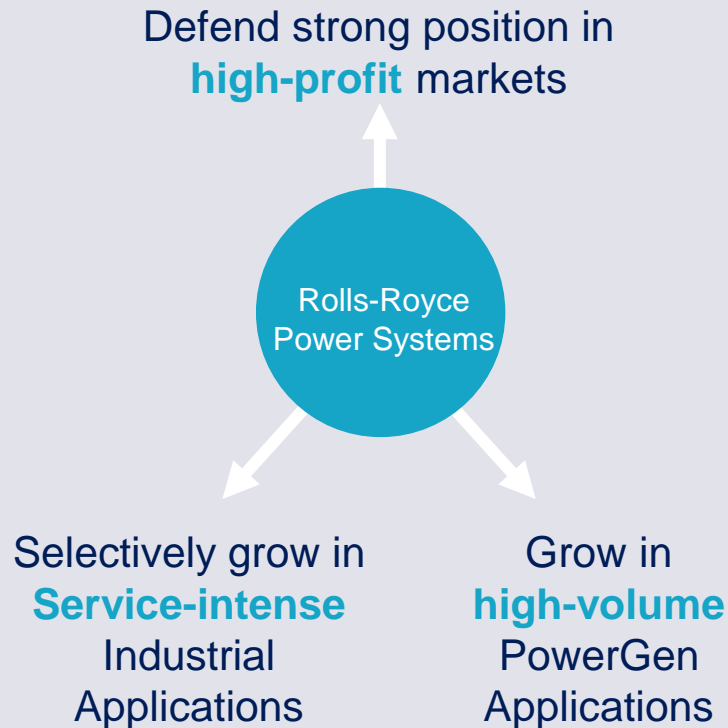 Defend strong position in
high-profit markets
Rolls-Royce
Power Systems
Selectively grow in
Service-intense
Industrial
Applications
Grow in
high-volume
PowerGen
Applications